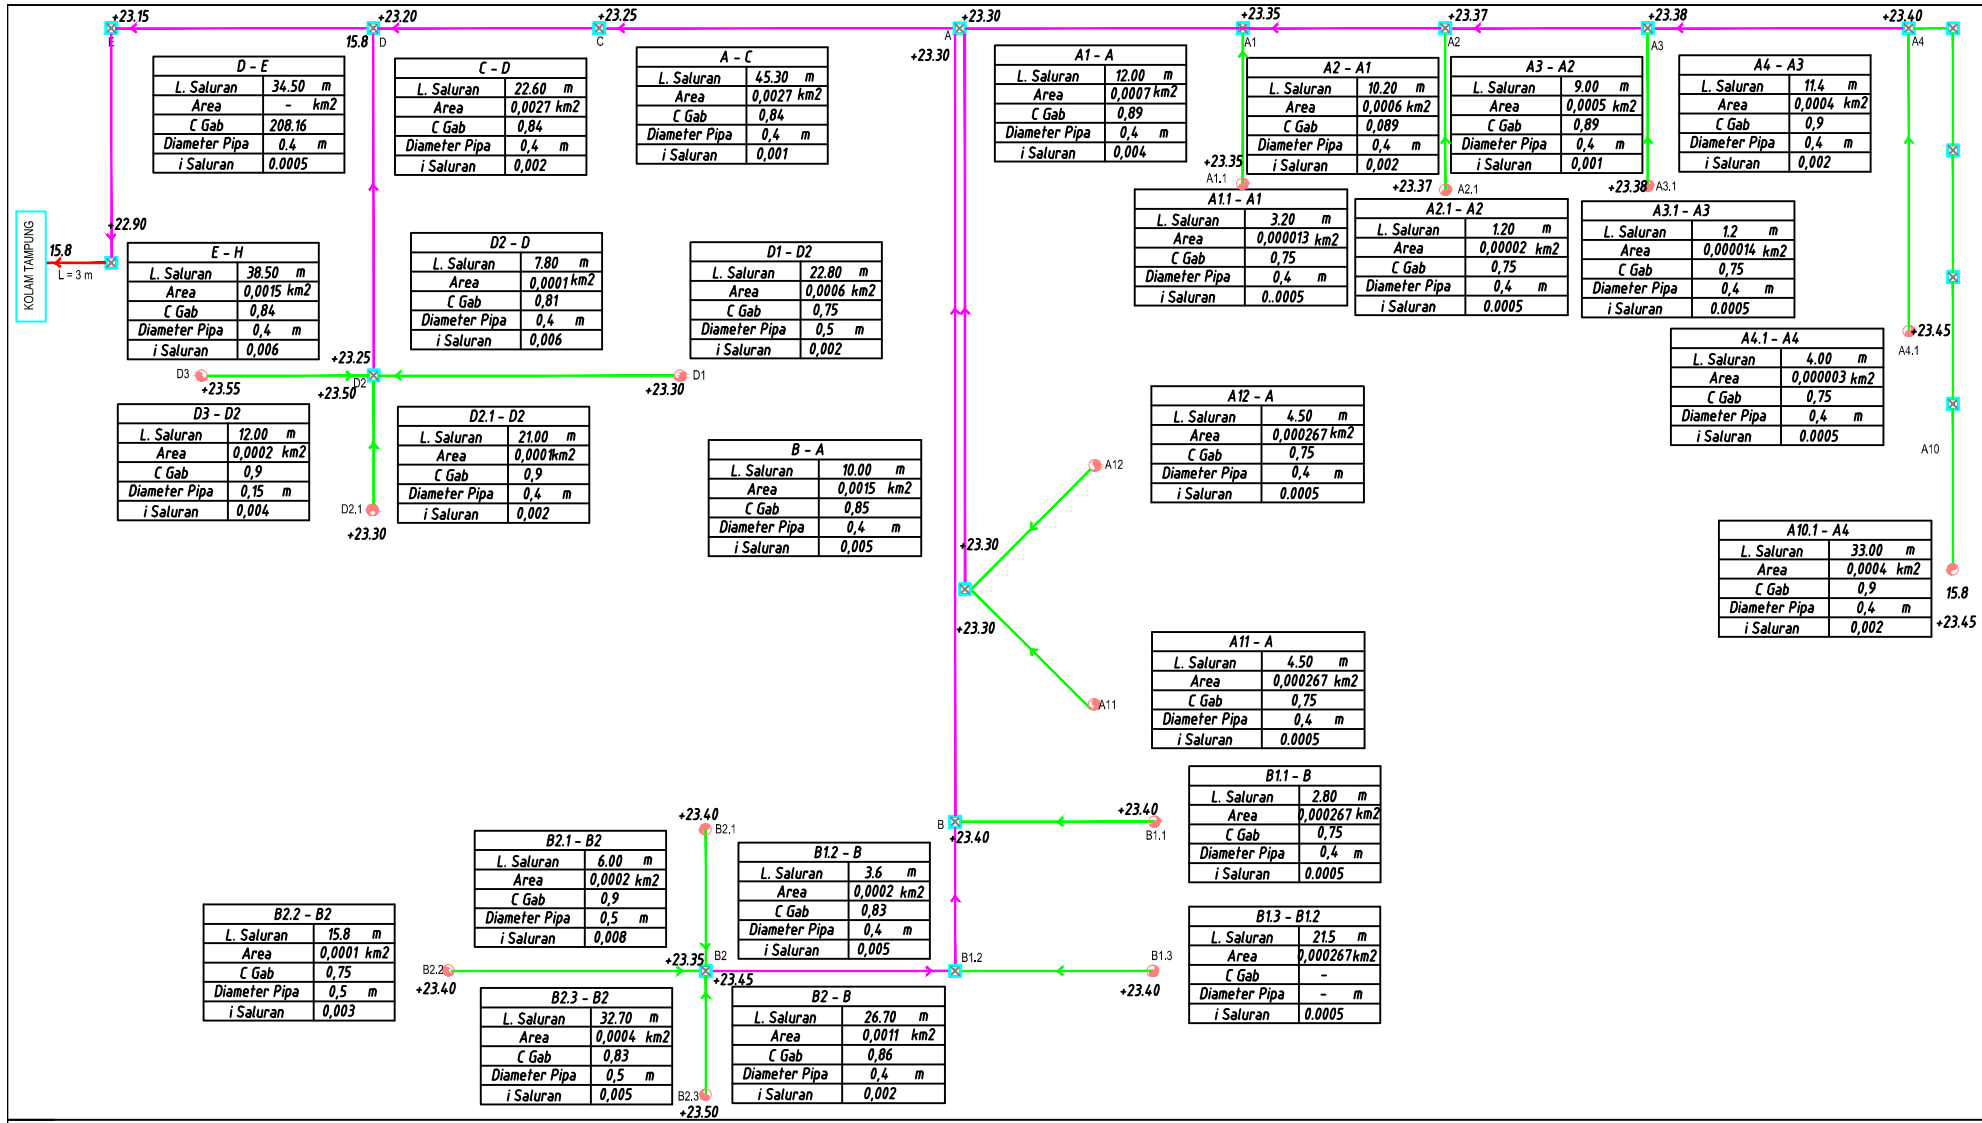 +23.15
+23.20
+23.25
+23.30
+23.35
+23.37
+23.38
+23.40
E
15.8
D
C
A
+23.30
A1
A2
A3
A4
D - E
L. Saluran 34.50 m
Area - km2
C Gab 208.16
Diameter Pipa 0.4 m
i Saluran 0.0005
C - D
L. Saluran 22.60 m
Area 0,0027 km2
C Gab 0,84
Diameter Pipa 0,4 m
i Saluran 0,002
A - C
L. Saluran 45.30 m
Area 0,0027 km2
C Gab 0,84
Diameter Pipa 0,4 m
i Saluran 0,001
A1 - A
L. Saluran 12.00 m
Area 0,0007 km2
C Gab 0,89
Diameter Pipa 0,4 m
i Saluran 0,004
A2 - A1
L. Saluran 10.20 m
Area 0,0006 km2
C Gab 0,089
Diameter Pipa 0,4 m
i Saluran 0,002
A3 - A2
L. Saluran 9.00 m
Area 0,0005 km2
C Gab 0,89
Diameter Pipa 0,4 m
i Saluran 0,001
A4 - A3
L. Saluran 11.4 m
Area 0,0004 km2
C Gab 0,9
Diameter Pipa 0,4 m
i Saluran 0,002
+23.35
A1.1
+23.37
A2.1
+23.38
A3.1
A1.1 - A1
L. Saluran 3.20 m
Area 0,000013 km2
C Gab 0,75
Diameter Pipa 0,4 m
i Saluran 0..0005
A2.1 - A2
L. Saluran 1.20 m
Area 0,00002 km2
C Gab 0,75
Diameter Pipa 0,4 m
i Saluran 0.0005
A3.1 - A3
L. Saluran 1.2 m
Area 0,000014 km2
C Gab 0,75
Diameter Pipa 0,4 m
i Saluran 0.0005
KOLAM TAMPUNG
+22.90
15.8
L = 3 m
E - H
L. Saluran 38.50 m
Area 0,0015 km2
C Gab 0,84
Diameter Pipa 0,4 m
i Saluran 0,006
D2 - D
L. Saluran 7.80 m
Area 0,0001 km2
C Gab 0,81
Diameter Pipa 0,4 m
i Saluran 0,006
D1 - D2
L. Saluran 22.80 m
Area 0,0006 km2
C Gab 0,75
Diameter Pipa 0,5 m
i Saluran 0,002
+23.45
A4.1
A4.1 - A4
L. Saluran 4.00 m
Area 0,000003 km2
C Gab 0,75
Diameter Pipa 0,4 m
i Saluran 0.0005
+23.25
D3
+23.55
D2
+23.50
D1
+23.30
D3 - D2
L. Saluran 12.00 m
Area 0,0002 km2
C Gab 0,9
Diameter Pipa 0,15 m
i Saluran 0,004
D2.1 - D2
L. Saluran 21.00 m
Area 0,0001km2
C Gab 0,9
Diameter Pipa 0,4 m
i Saluran 0,002
D2.1
+23.30
B - A
L. Saluran 10.00 m
Area 0,0015 km2
C Gab 0,85
Diameter Pipa 0,4 m
i Saluran 0,005
A12 - A
L. Saluran 4.50 m
Area 0,000267 km2
C Gab 0,75
Diameter Pipa 0,4 m
i Saluran 0.0005
A12
A10
+23.30
A10.1 - A4
L. Saluran 33.00 m
Area 0,0004 km2
C Gab 0,9
Diameter Pipa 0,4 m
i Saluran 0,002
15.8
+23.45
+23.30
A11 - A
L. Saluran 4.50 m
Area 0,000267 km2
C Gab 0,75
Diameter Pipa 0,4 m
i Saluran 0.0005
A11
B1.1 - B
L. Saluran 2.80 m
Area 0,000267 km2
C Gab 0,75
Diameter Pipa 0,4 m
i Saluran 0.0005
+23.40
B2.1
B
+23.40
+23.40
B1.1
B2.1 - B2
L. Saluran 6.00 m
Area 0,0002 km2
C Gab 0,9
Diameter Pipa 0,5 m
i Saluran 0,008
B1.2 - B
L. Saluran 3.6 m
Area 0,0002 km2
C Gab 0,83
Diameter Pipa 0,4 m
i Saluran 0,005
B2.2 - B2
L. Saluran 15.8 m
Area 0,0001 km2
C Gab 0,75
Diameter Pipa 0,5 m
i Saluran 0,003
B1.3 - B1.2
L. Saluran 21.5 m
Area 0,000267km2
C Gab -
Diameter Pipa - m
i Saluran 0.0005
B2.2
+23.40
+23.35
B2
+23.45
B1.2
B1.3
+23.40
B2.3 - B2
L. Saluran 32.70 m
Area 0,0004 km2
C Gab 0,83
Diameter Pipa 0,5 m
i Saluran 0,005
B2 - B
L. Saluran 26.70 m
Area 0,0011 km2
C Gab 0,86
Diameter Pipa 0,4 m
i Saluran 0,002
B2.3
+23.50